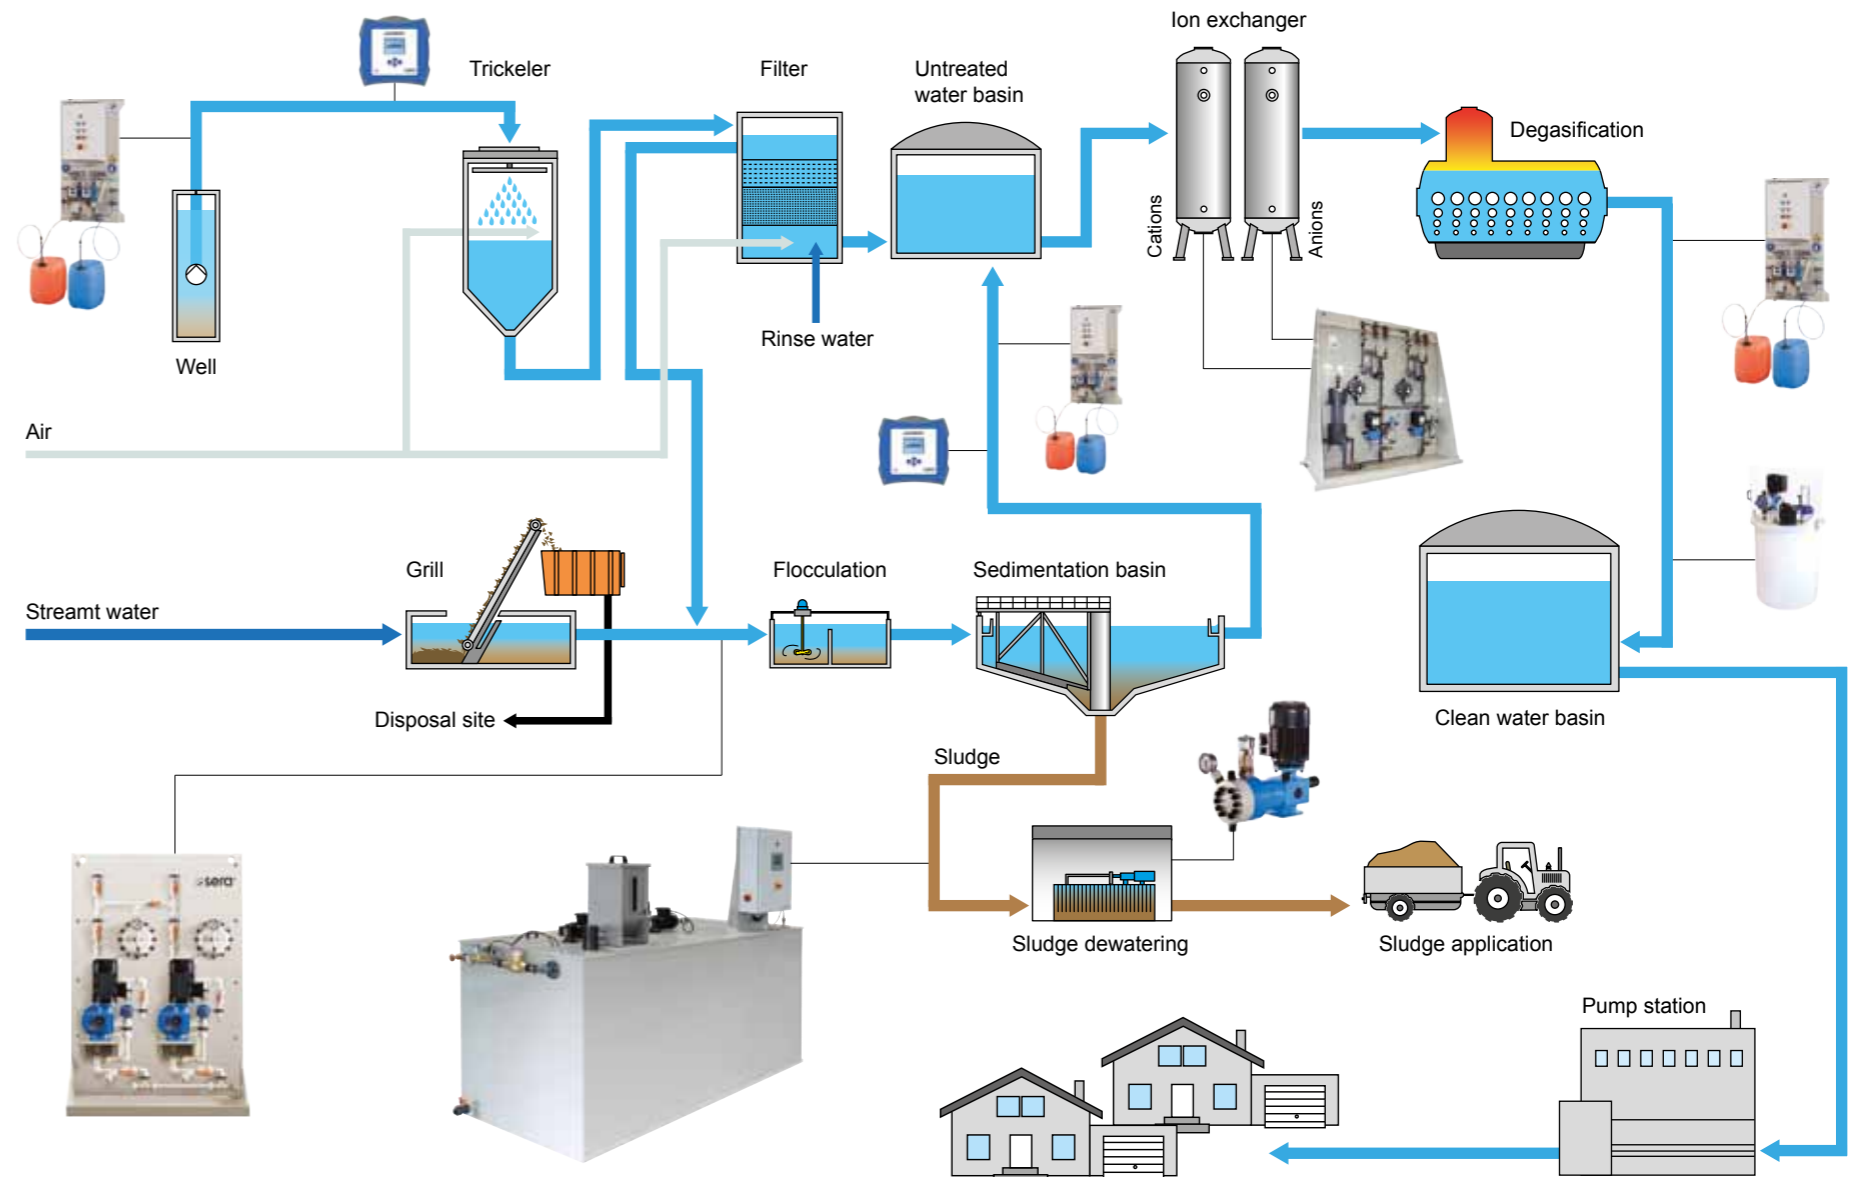 Ion exchanger
Trickeler
Filter
Untreated
water basin
Degasification
Cations
Anions
Rinse water
Well
Air
Grill
Flocculation
Sedimentation basin
Streamt water
Disposal site
Clean water basin
Sludge
sera
Sludge dewatering
Sludge application
Pump station